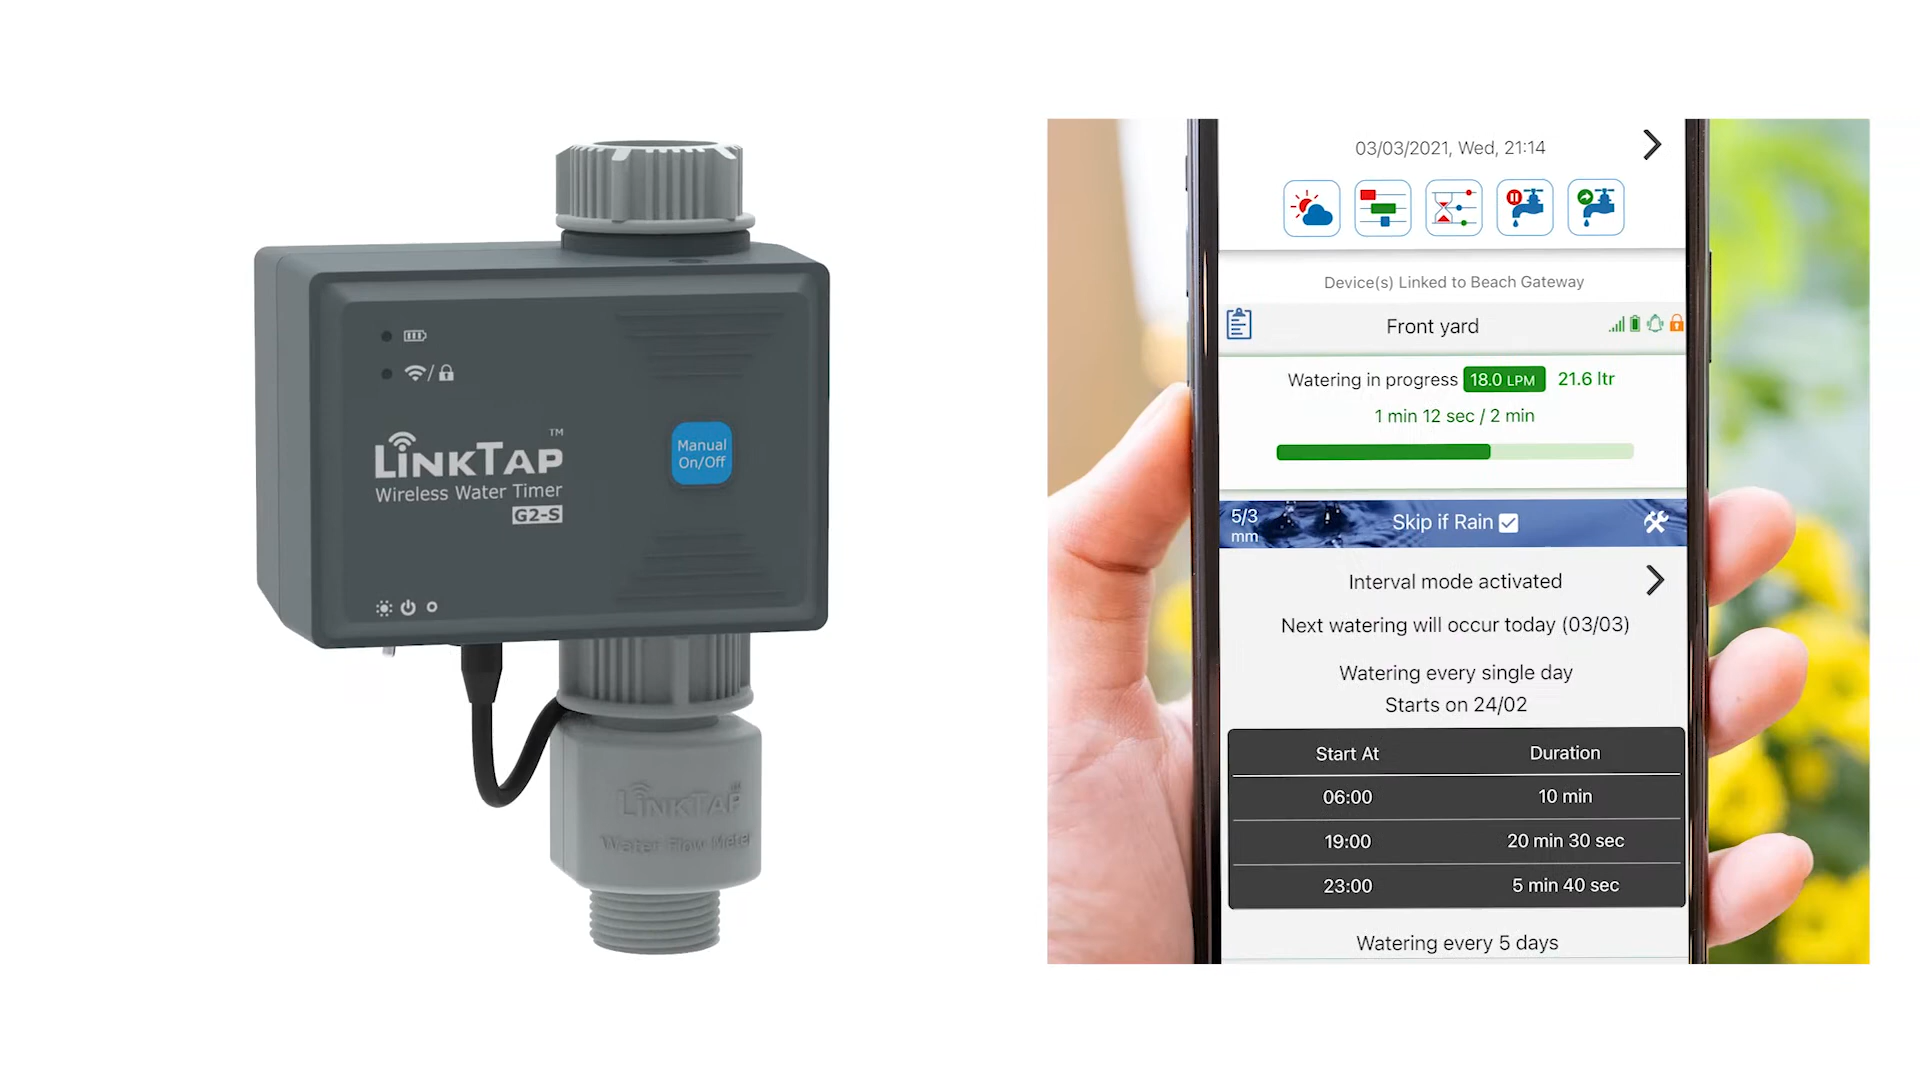 LINKTAP™
Wireless Water Timer
G2-S
Manual
On/Off
LINKTAP™
Water Flow Meter
03/03/2021, Wed, 21:14
Device(s) Linked to Beach Gateway
Front yard
Watering in progress 18.0 LPM 21.6 ltr
1 min 12 sec / 2 min
5/3
mm
Skip if Rain
Interval mode activated
Next watering will occur today (03/03)
Watering every single day
Starts on 24/02
Start At Duration
06:00 10 min
19:00 20 min 30 sec
23:00 5 min 40 sec
Watering every 5 days